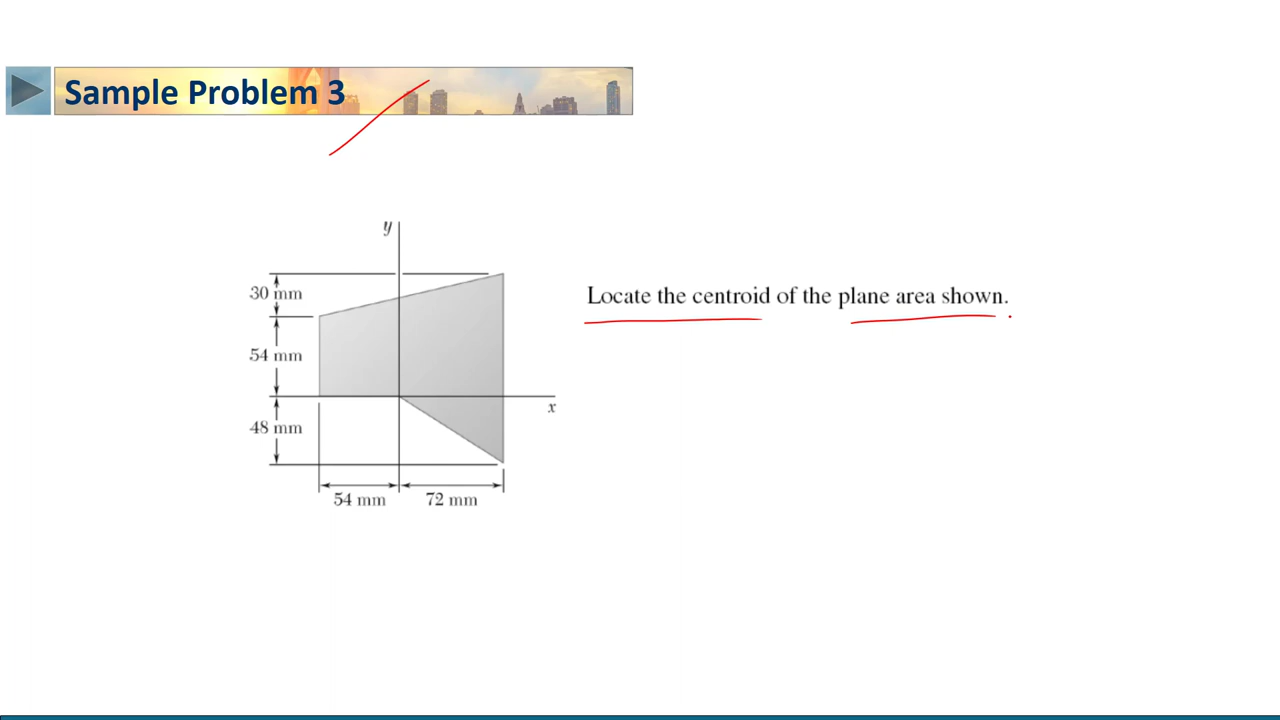 Sample Problem 3
y
30 mm
Locate the centroid of the plane area shown.
54 mm
x
48 mm
54 mm
72 mm